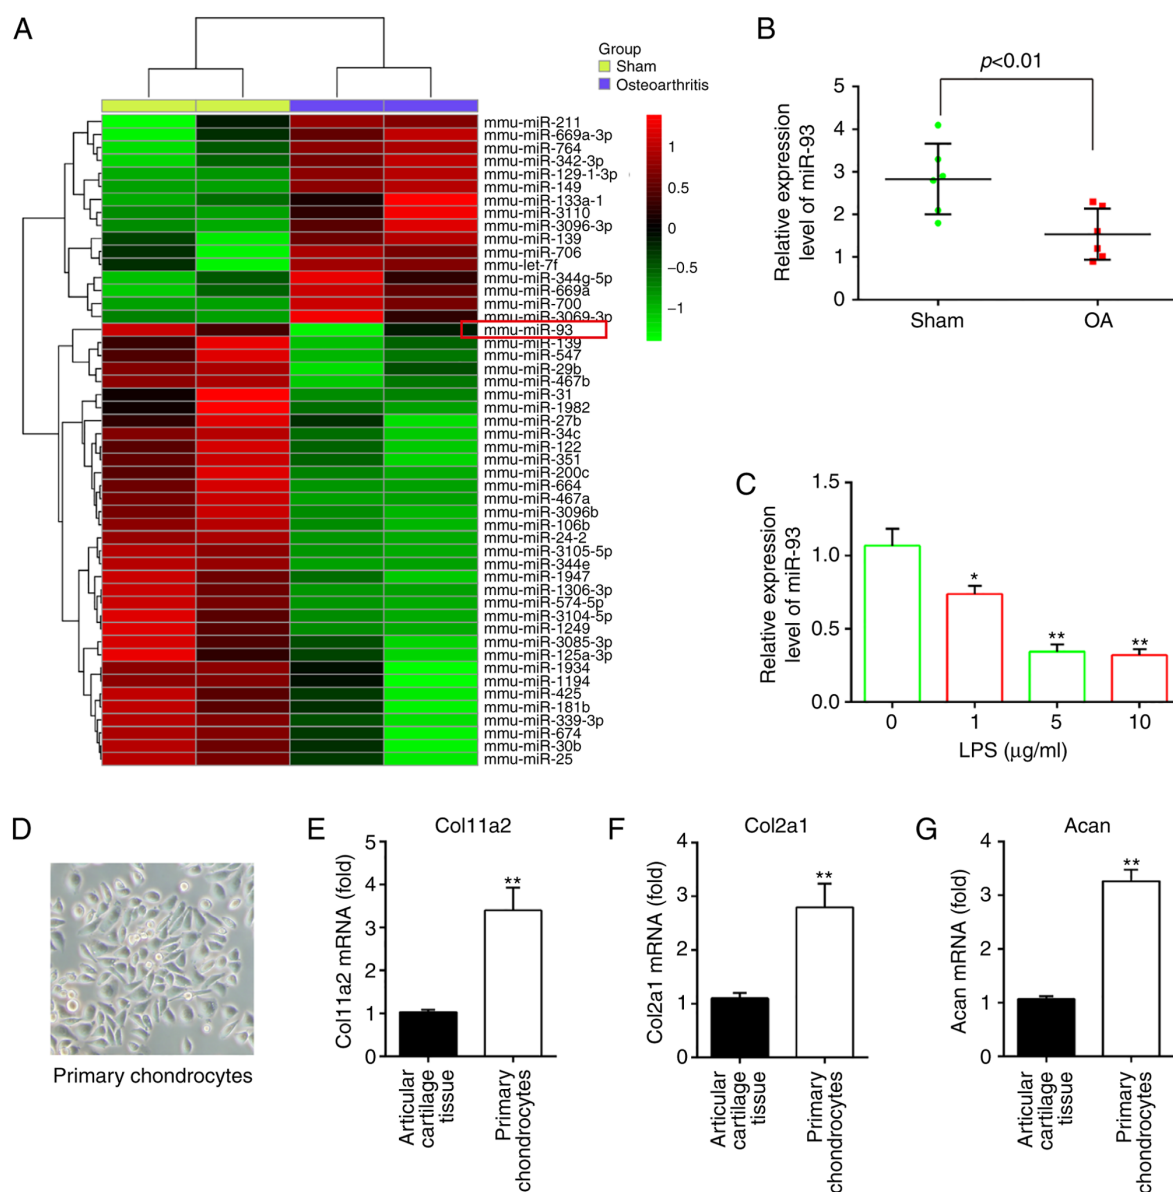 A
Group
Sham
Osteoarthritis
mmu-miR-211
mmu-miR-669a-3p
mmu-miR-764
mmu-miR-342-3p
mmu-miR-129-1-3p
mmu-miR-149
mmu-miR-133a-1
mmu-miR-3110
mmu-miR-3096-3p
mmu-miR-139
mmu-miR-706
mmu-let-7f
mmu-miR-344g-5p
mmu-miR-669a
mmu-miR-700
mmu-miR-3069-3p
mmu-miR-93
mmu-miR-139
mmu-miR-547
mmu-miR-29b
mmu-miR-467b
mmu-miR-31
mmu-miR-1982
mmu-miR-27b
mmu-miR-34c
mmu-miR-122
mmu-miR-351
mmu-miR-200c
mmu-miR-664
mmu-miR-467a
mmu-miR-3096b
mmu-miR-106b
mmu-miR-24-2
mmu-miR-3105-5p
mmu-miR-344e
mmu-miR-1947
mmu-miR-1306-3p
mmu-miR-574-5p
mmu-miR-3104-5p
mmu-miR-1249
mmu-miR-3085-3p
mmu-miR-125a-3p
mmu-miR-1934
mmu-miR-1194
mmu-miR-425
mmu-miR-181b
mmu-miR-339-3p
mmu-miR-674
mmu-miR-30b
mmu-miR-25
1
0.5
0
−0.5
−1
B
p<0.01
Relative expression
level of miR-93
5
4
3
2
1
0
Sham
OA
C
Relative expression
level of miR-93
1.5
1.0
0.5
0.0
*
**
**
0
1
5
10
LPS (μg/ml)
D
Primary chondrocytes
E
Col11a2
Col11a2 mRNA (fold)
5
4
3
2
1
0
**
Articular
cartilage
tissue
Primary
chondrocytes
F
Col2a1
Col2a1 mRNA (fold)
4
3
2
1
0
**
Articular
cartilage
tissue
Primary
chondrocytes
G
Acan
Acan mRNA (fold)
4
3
2
1
0
**
Articular
cartilage
tissue
Primary
chondrocytes